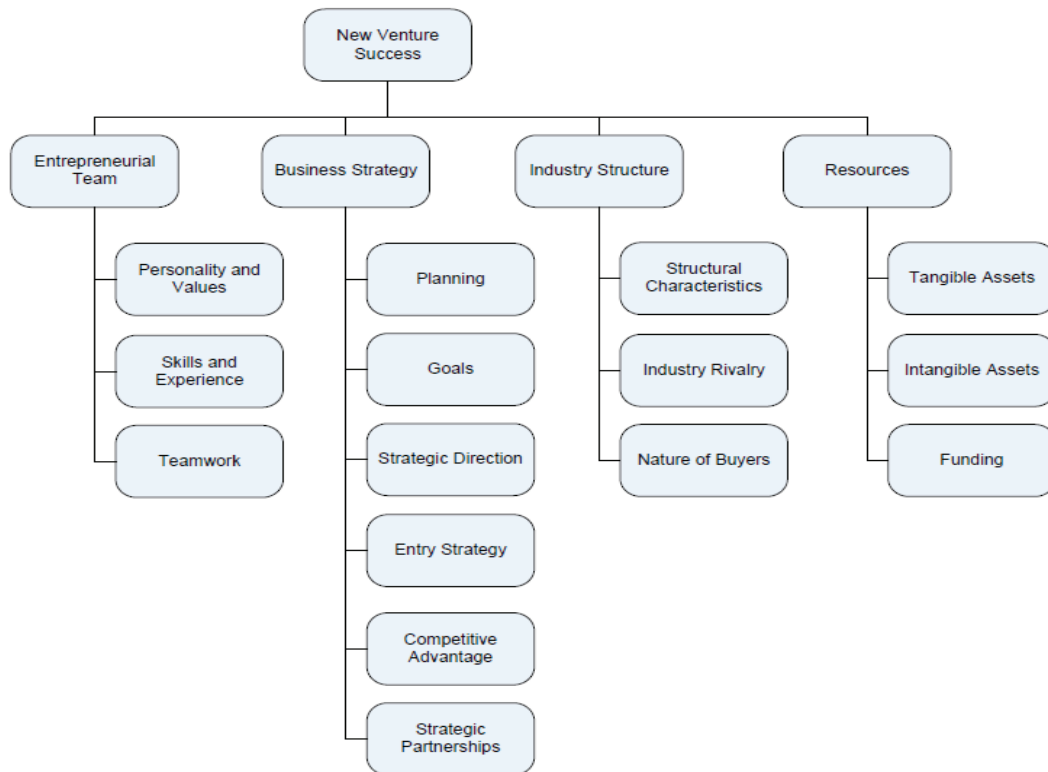 New Venture
Success
Entrepreneurial
Team
Business Strategy
Industry Structure
Resources
Personality and
Values
Skills and
Experience
Teamwork
Planning
Goals
Strategic Direction
Entry Strategy
Competitive
Advantage
Strategic
Partnerships
Structural
Characteristics
Industry Rivalry
Nature of Buyers
Tangible Assets
Intangible Assets
Funding